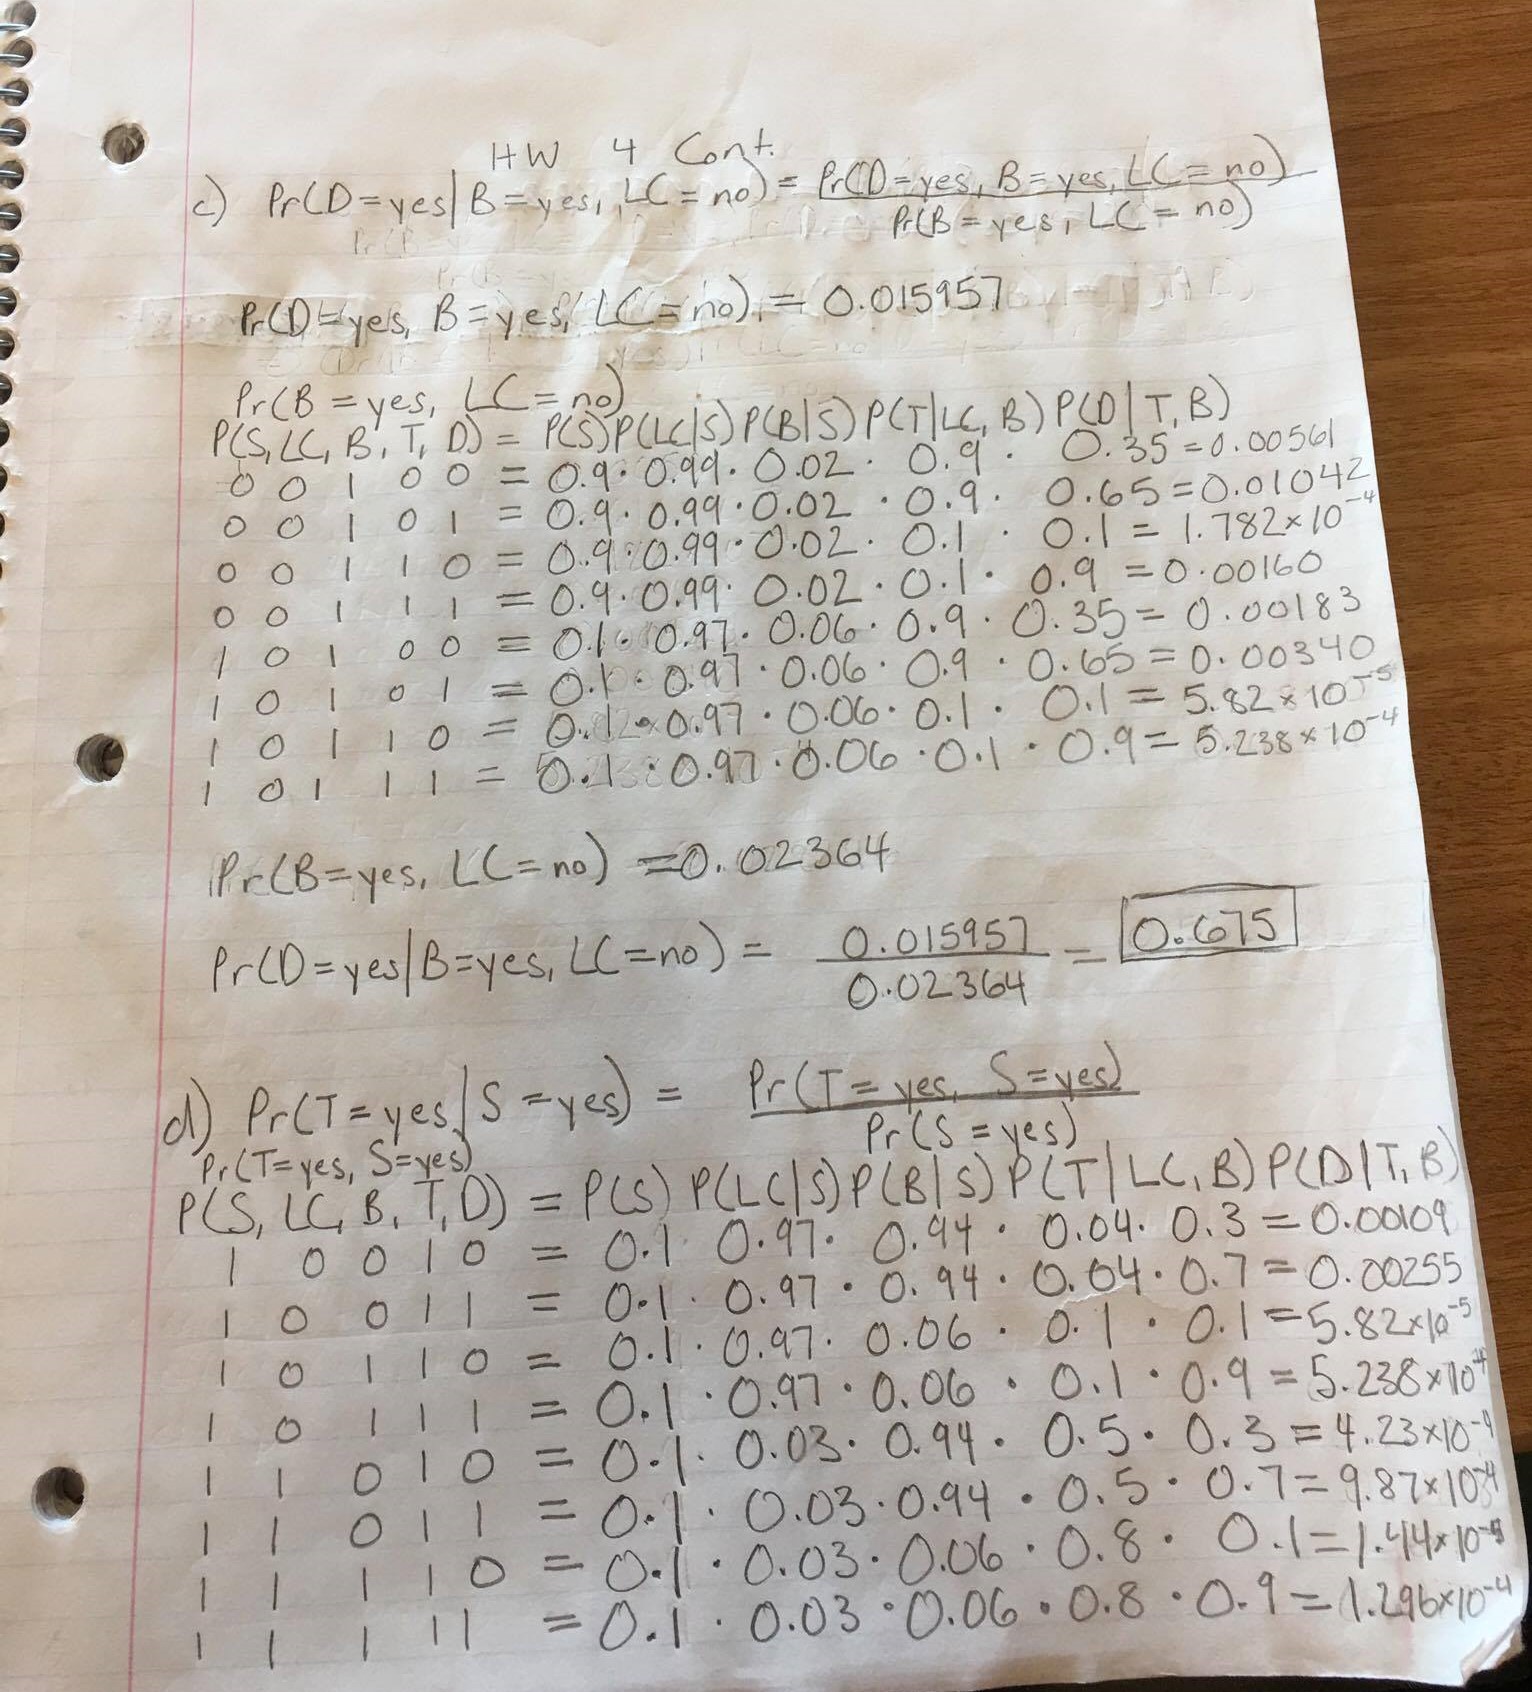 HW 4 Cont.
c) Pr(D=yes|B=yes, LC=no) = Pr(D=yes, B=yes, LC=no)
Pr(B=yes, LC=no)
Pr(D=yes, B=yes, LC=no) = 0.015957
Pr(B=yes, LC=no)
P(S, LC, B, T, D) = P(S) P(LC|S) P(B|S) P(T|LC, B) P(D|T, B)
0 0 1 0 0 = 0.9 · 0.99 · 0.02 · 0.9 · 0.35 = 0.00561
0 0 1 0 1 = 0.9 · 0.99 · 0.02 · 0.9 · 0.65 = 0.01042
0 0 1 1 0 = 0.9 · 0.99 · 0.02 · 0.1 · 0.1 = 1.782×10⁻⁴
0 0 1 1 1 = 0.9 · 0.99 · 0.02 · 0.1 · 0.9 = 0.00160
1 0 1 0 0 = 0.1 · 0.97 · 0.06 · 0.9 · 0.35 = 0.00183
1 0 1 0 1 = 0.1 · 0.97 · 0.06 · 0.9 · 0.65 = 0.00340
1 0 1 1 0 = 0.1 · 0.97 · 0.06 · 0.1 · 0.1 = 5.82×10⁻⁵
1 0 1 1 1 = 0.1 · 0.97 · 0.06 · 0.1 · 0.9 = 5.238×10⁻⁴
Pr(B=yes, LC=no) = 0.02364
Pr(D=yes|B=yes, LC=no) = 0.015957 = 0.675
0.02364
d) Pr(T=yes|S=yes) = Pr(T=yes, S=yes)
Pr(S=yes)
Pr(T=yes, S=yes)
P(S, LC, B, T, D) = P(S) P(LC|S) P(B|S) P(T|LC, B) P(D|T, B)
1 0 0 1 0 = 0.1 0.97 · 0.94 · 0.04 · 0.3 = 0.00109
1 0 0 1 1 = 0.1 · 0.97 · 0.94 · 0.04 · 0.7 = 0.00255
1 0 1 1 0 = 0.1 · 0.97 · 0.06 · 0.1 · 0.1 = 5.82×10⁻⁵
1 0 1 1 1 = 0.1 · 0.97 · 0.06 · 0.1 · 0.9 = 5.238×10⁻⁴
1 1 0 1 0 = 0.1 · 0.03 · 0.94 · 0.5 · 0.3 = 4.23×10⁻⁴
1 1 0 1 1 = 0.1 · 0.03 · 0.94 · 0.5 · 0.7 = 9.87×10⁻⁴
1 1 1 1 0 = 0.1 · 0.03 · 0.06 · 0.8 · 0.1 = 1.44×10⁻⁵
1 1 1 1 1 = 0.1 · 0.03 · 0.06 · 0.8 · 0.9 = 1.296×10⁻⁴